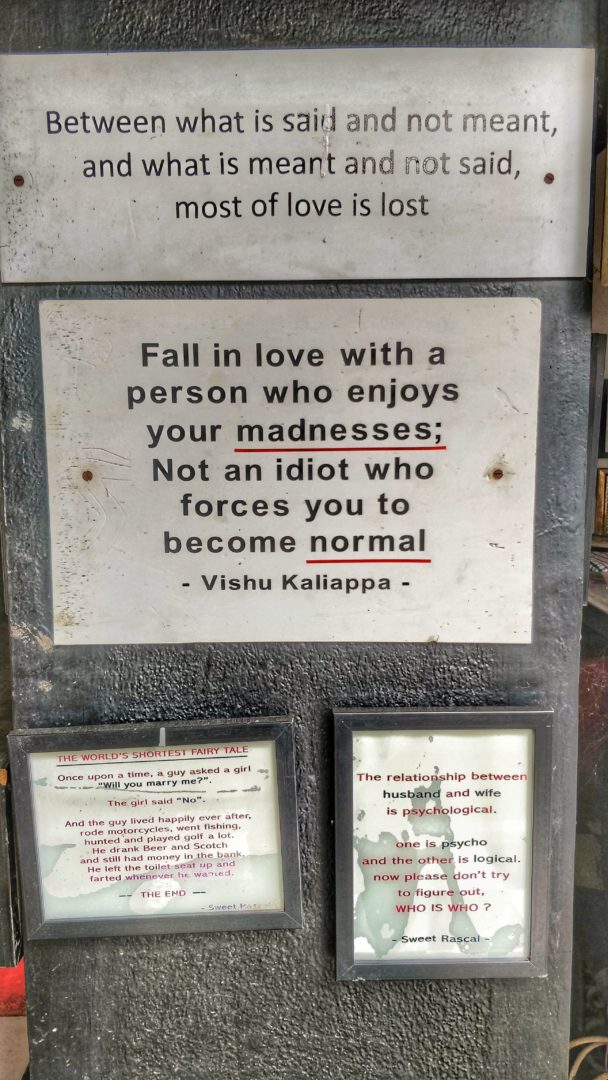 Between what is said and not meant,
and what is meant and not said,
most of love is lost
Fall in love with a
person who enjoys
your madnesses;
Not an idiot who
forces you to
become normal
- Vishu Kaliappa -
THE WORLD'S SHORTEST FAIRY TALE
Once upon a time, a guy asked a girl
"Will you marry me?".
The girl said "No".
And the guy lived happily ever after,
rode motorcycles, went fishing,
hunted and played golf a lot.
He drank Beer and Scotch
and still had money in the bank,
He left the toilet seat up and
farted whenever he wanted.
-- THE END --
- Sweet Rascal
The relationship between
husband and wife
is psychological.
one is psycho
and the other is logical.
now please don't try
to figure out,
WHO IS WHO ?
- Sweet Rascal -